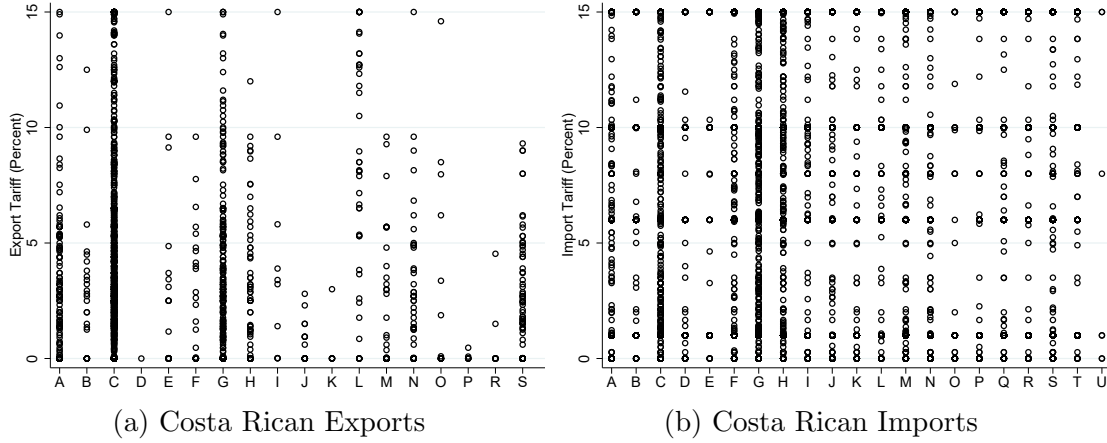 Export Tariff (Percent)
15
10
5
0
A B C D E F G H I J K L M N O P R S
(a) Costa Rican Exports
Import Tariff (Percent)
15
10
5
0
A B C D E F G H I J K L M N O P Q R S T U
(b) Costa Rican Imports